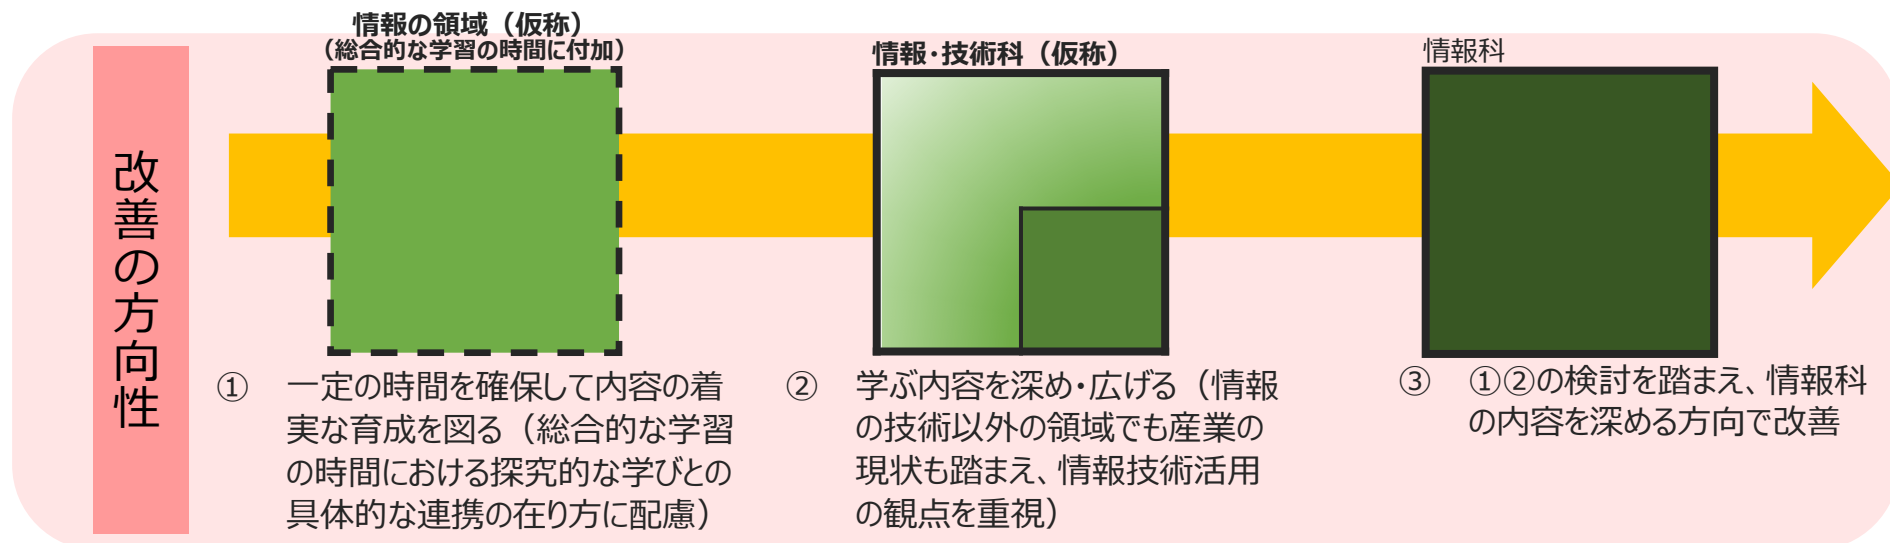 改善の方向性
情報の領域（仮称）
（総合的な学習の時間に付加）
① 一定の時間を確保して内容の着
実な育成を図る（総合的な学習
の時間における探究的な学びとの
具体的な連携の在り方に配慮）
情報･技術科（仮称）
② 学ぶ内容を深め･広げる（情報
の技術以外の領域でも産業の
現状も踏まえ、情報技術活用
の観点を重視）
情報科
③ ①②の検討を踏まえ、情報科
の内容を深める方向で改善